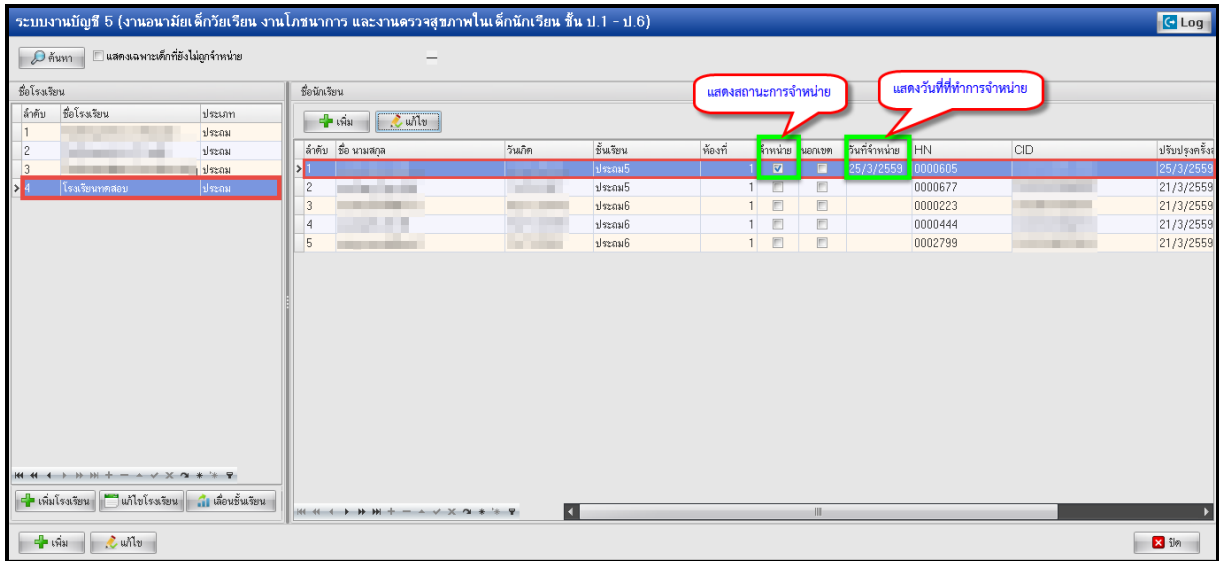 ระบบงานบัญชี 5 (งานอนามัยเด็กวัยเรียน งานโภชนาการ และงานตรวจสุขภาพในเด็กนักเรียน ชั้น ป.1 - ป.6)
Log
ค้นหา แสดงเฉพาะเด็กที่ยังไม่ถูกจำหน่าย
ชื่อโรงเรียน
ชื่อนักเรียน
แสดงสถานะการจำหน่าย
แสดงวันที่ที่ทำการจำหน่าย
ลำดับ ชื่อโรงเรียน ประเภท
1 ประถม
2 ประถม
3 ประถม
4 โรงเรียนทดสอบ ประถม
เพิ่ม แก้ไข
ลำดับ ชื่อ นามสกุล วันเกิด ชั้นเรียน ห้องที่ จำหน่าย นอกเขต วันที่จำหน่าย HN CID ปรับปรุงครั้งล
1 ประถม5 1 25/3/2559 0000605 25/3/2559
2 ประถม5 1 0000677 21/3/2559
3 ประถม6 1 0000223 21/3/2559
4 ประถม6 1 0000444 21/3/2559
5 ประถม6 1 0002799 21/3/2559
เพิ่มโรงเรียน แก้ไขโรงเรียน เลื่อนชั้นเรียน
เพิ่ม แก้ไข ปิด